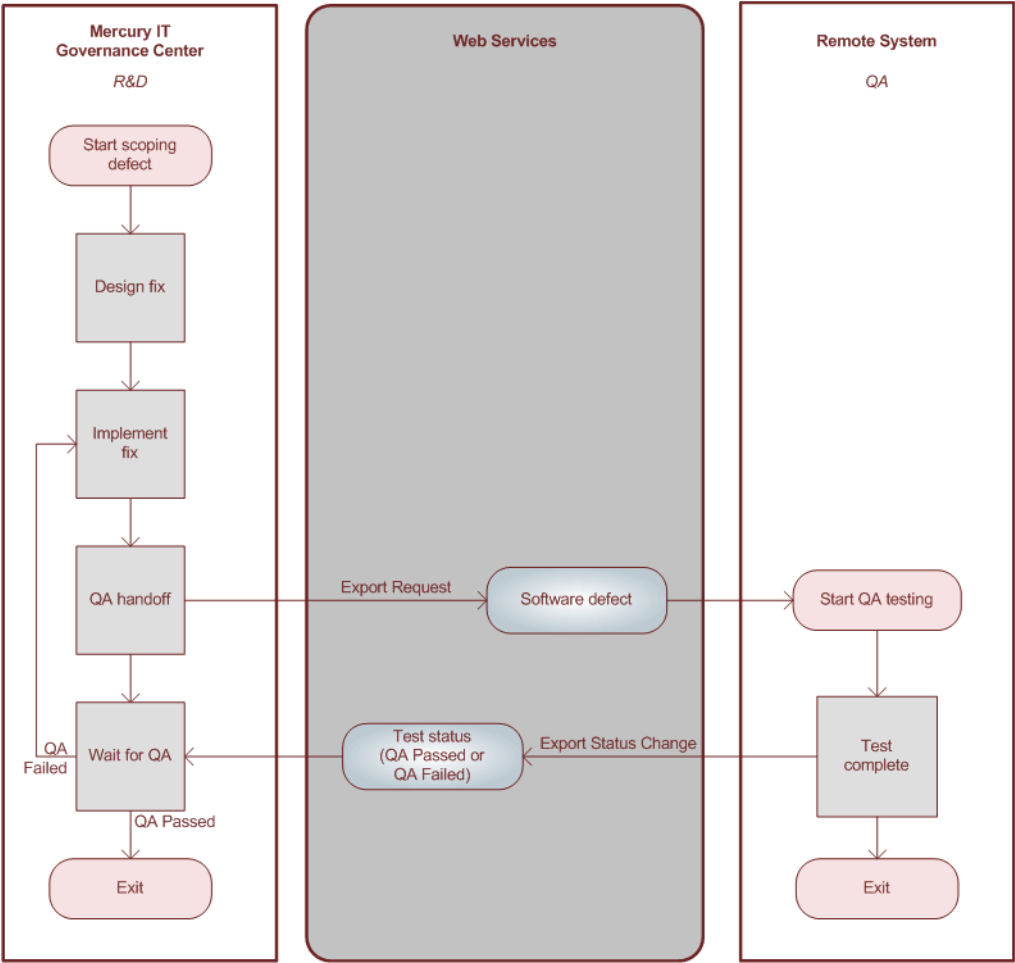 Mercury IT
Governance Center
R&D
Start scoping
defect
Design fix
Implement
fix
QA handoff
Wait for QA
QA
Failed
QA Passed
Exit
Web Services
Export Request
Software defect
Test status
(QA Passed or
QA Failed)
Export Status Change
Remote System
QA
Start QA testing
Test
complete
Exit